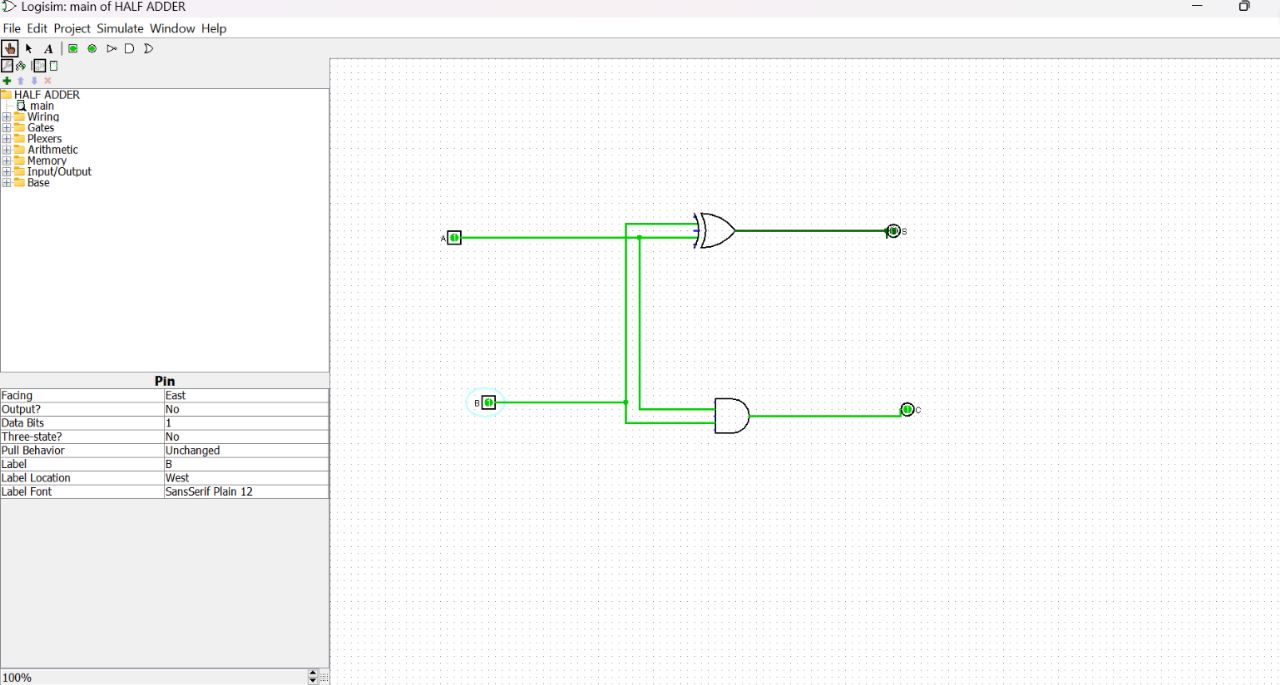 Logisim: main of HALF ADDER
File Edit Project Simulate Window Help
A
HALF ADDER
main
Wiring
Gates
Plexers
Arithmetic
Memory
Input/Output
Base
A 1
S
B 1
1 C
Pin
Facing East
Output? No
Data Bits 1
Three-state? No
Pull Behavior Unchanged
Label B
Label Location West
Label Font SansSerif Plain 12
100%